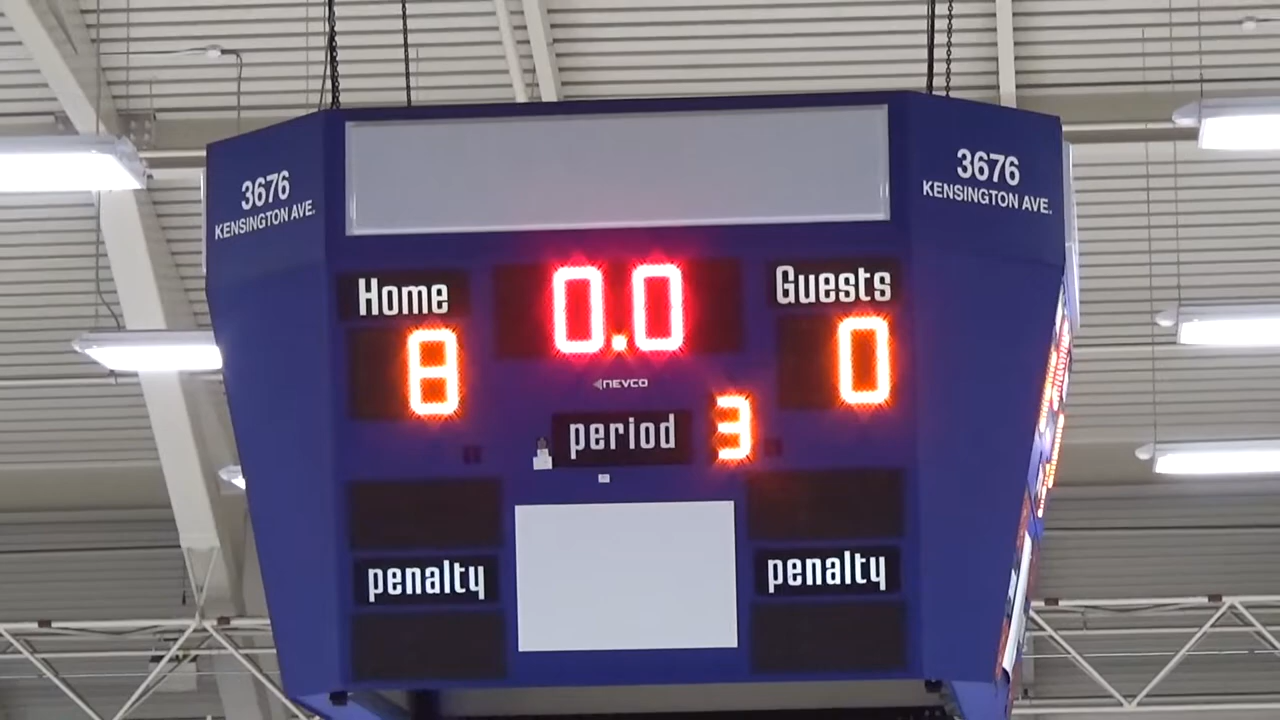 3676
KENSINGTON AVE.
3676
KENSINGTON AVE.
Home
0.0
Guests
8
0
NEVCO
period
3
penalty
penalty